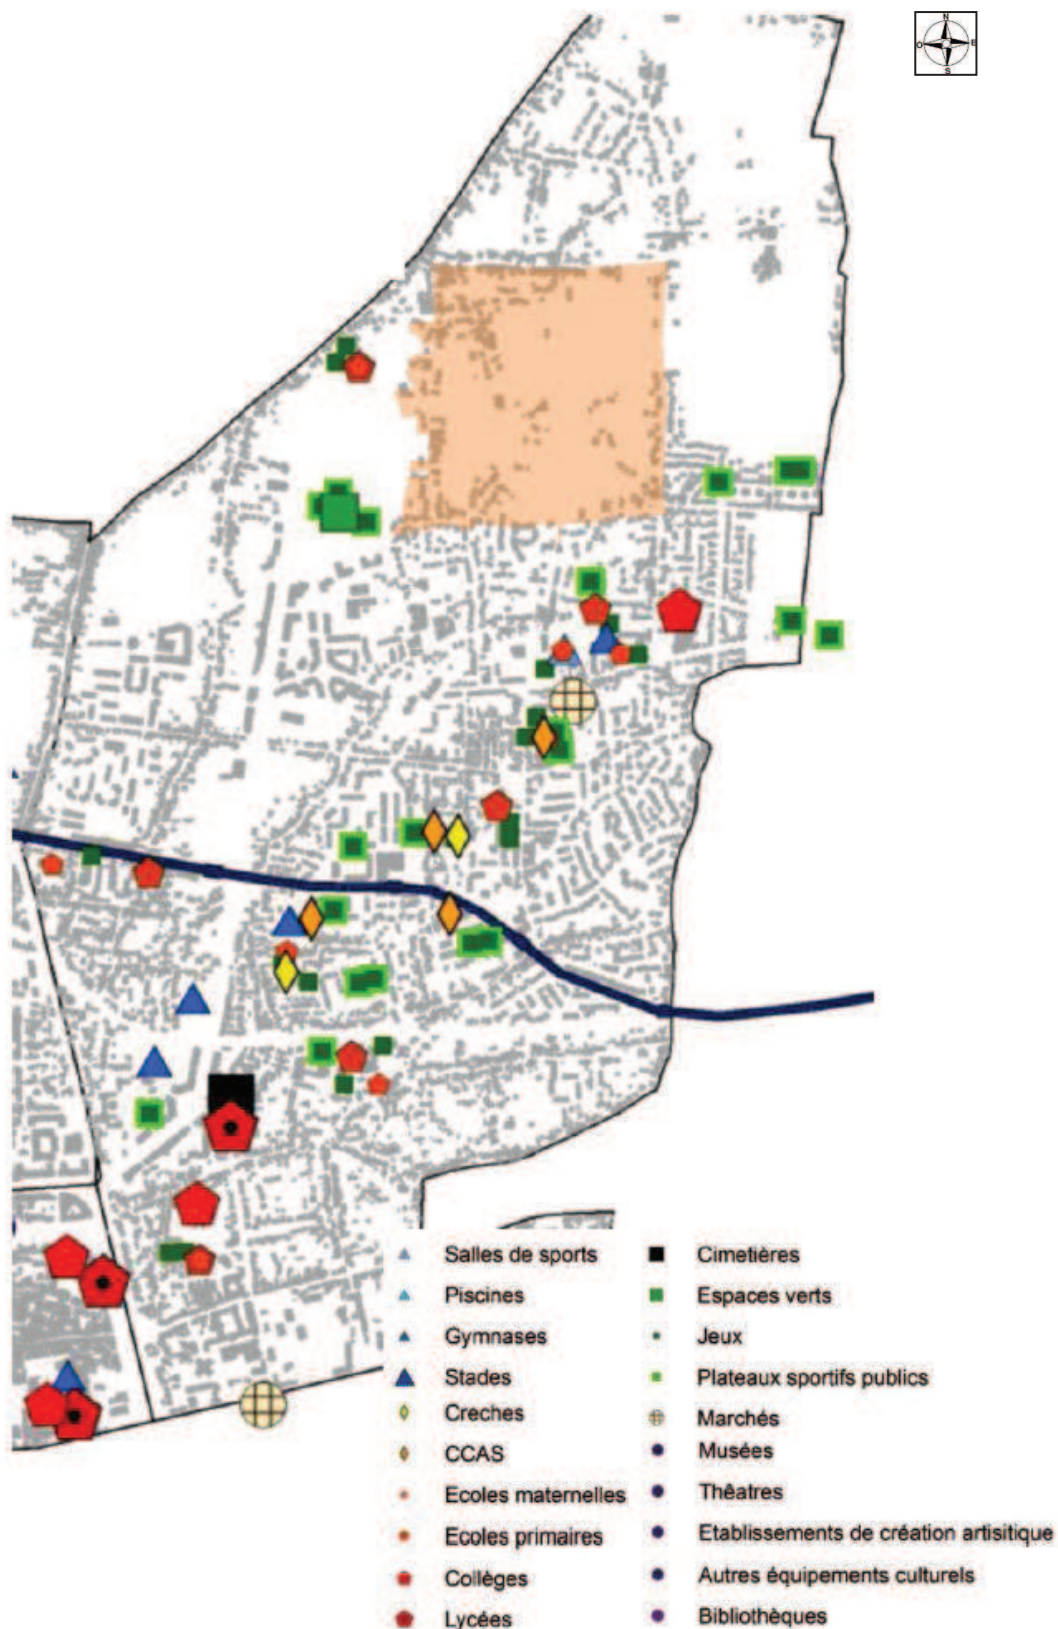 N
O E
S
Salles de sports
Piscines
Gymnases
Stades
Creches
CCAS
Ecoles maternelles
Ecoles primaires
Collèges
Lycées
Cimetières
Espaces verts
Jeux
Plateaux sportifs publics
Marchés
Musées
Thêatres
Etablissements de création artisitique
Autres équipements culturels
Bibliothèques